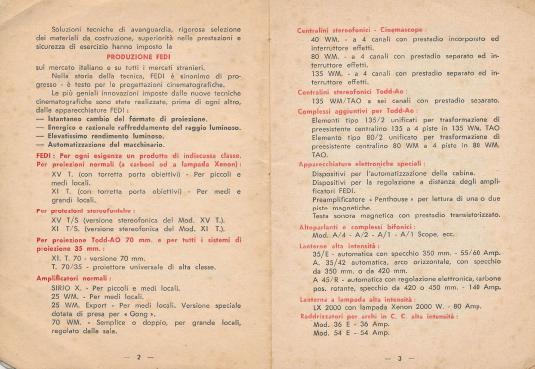 Soluzioni tecniche di avanguardia, rigorosa selezione
dei materiali da costruzione, superiorità nelle prestazioni e
sicurezza di esercizio hanno imposto la
PRODUZIONE FEDI
sul mercato italiano e su tutti i mercati stranieri.
Nella storia della tecnica, FEDI è sinonimo di pro-
gresso - è testo per le progettazioni cinematografiche.
Le più geniali innovazioni imposte dalle nuove tecniche
cinematografiche sono state realizzate, prima di ogni altro,
dalle apparecchiature FEDI :
— Istantaneo cambio del formato di proiezione.
— Energico e razionale raffreddamento del raggio luminoso.
— Elevatissimo rendimento luminoso.
— Automatizzazione del macchinario.
FEDI : Per ogni esigenza un prodotto di indiscussa classe.
Per proiezioni normali (a carboni od a lampada Xenon) :
XV T. (con torretta porta obiettivi) - Per piccoli e
medi locali.
XI T. (con torretta porta obiettivi) - Per medi e
grandi locali.
Per proiezioni stereofoniche :
XV T/S (versione stereofonica del Mod. XV T.).
XI T/S. (versione stereofonica del Mod. XI T.).
Per proiezione Todd-AO 70 mm. e per tutti i sistemi di
proiezione 35 mm. :
XI. T. 70 - versione 70 mm.
T. 70/35 - proiettore universale di alta classe.
Amplificatori normali :
SIRIO X. - Per piccoli e medi locali.
25 WM. - Per medi locali.
25 WM. Export - Per medi locali. Versione speciale
dotata di presa per « Gong ».
70 WM. - Semplice o doppio, per grande locali,
regolato dalla sala.
— 2 —
Centralini stereofonici - Cinemascope :
40 WM. - a 4 canali con prestadio incorporato ed
interruttore effetti.
80 WM. - a 4 canali con prestadio separato ed in-
terruttore effetti.
135 WM. - a 4 canali con prestadio separato ed in-
terruttore effetti.
Centralini stereofonici Todd-Ao :
135 WM/TAO a sei canali con prestadio separato.
Complessi aggiuntivi per Todd-Ao :
Elementi tipo 135/2 unificati per trasformazione di
preesistente centralino 135 a 4 piste in 135 WM. TAO
Elementi tipo 80/2 unificato per trasformazione di
preesistente centralino 80 WM a 4 piste in 80 WM.
TAO.
Apparecchiature elettroniche speciali :
Dispositivi per l'automatizzazione della cabina.
Dispositivi per la regolazione a distanza degli ampli-
ficatori FEDI.
Preamplificatore « Penthouse » per lettura di una o due
piste magnetiche.
Testa sonora magnetica con prestadio transistorizzato.
Altoparlanti e complessi bifonici :
Mod. A/4 - A/2 - A/1 - A/1 Scope, ecc.
Lanterne alta intensità :
35/E - automatica con specchio 350 mm. - 55/60 Amp.
A. 35/42 automatica, arco orizzontale, con specchio
da 350 mm. o da 420 mm.
A 45/R - automatica con regolazione elettronica, carbone
pos. rotante, specchio da 420 o 450 mm. - 140 Amp.
Lanterna a lampada alta intensità :
LX 2000 con lampada Xenon 2000 W. - 80 Amp.
Raddrizzatori per archi in C. C. alta intensità :
Mod. 36 E - 36 Amp.
Mod. 54 E - 54 Amp.
— 3 —